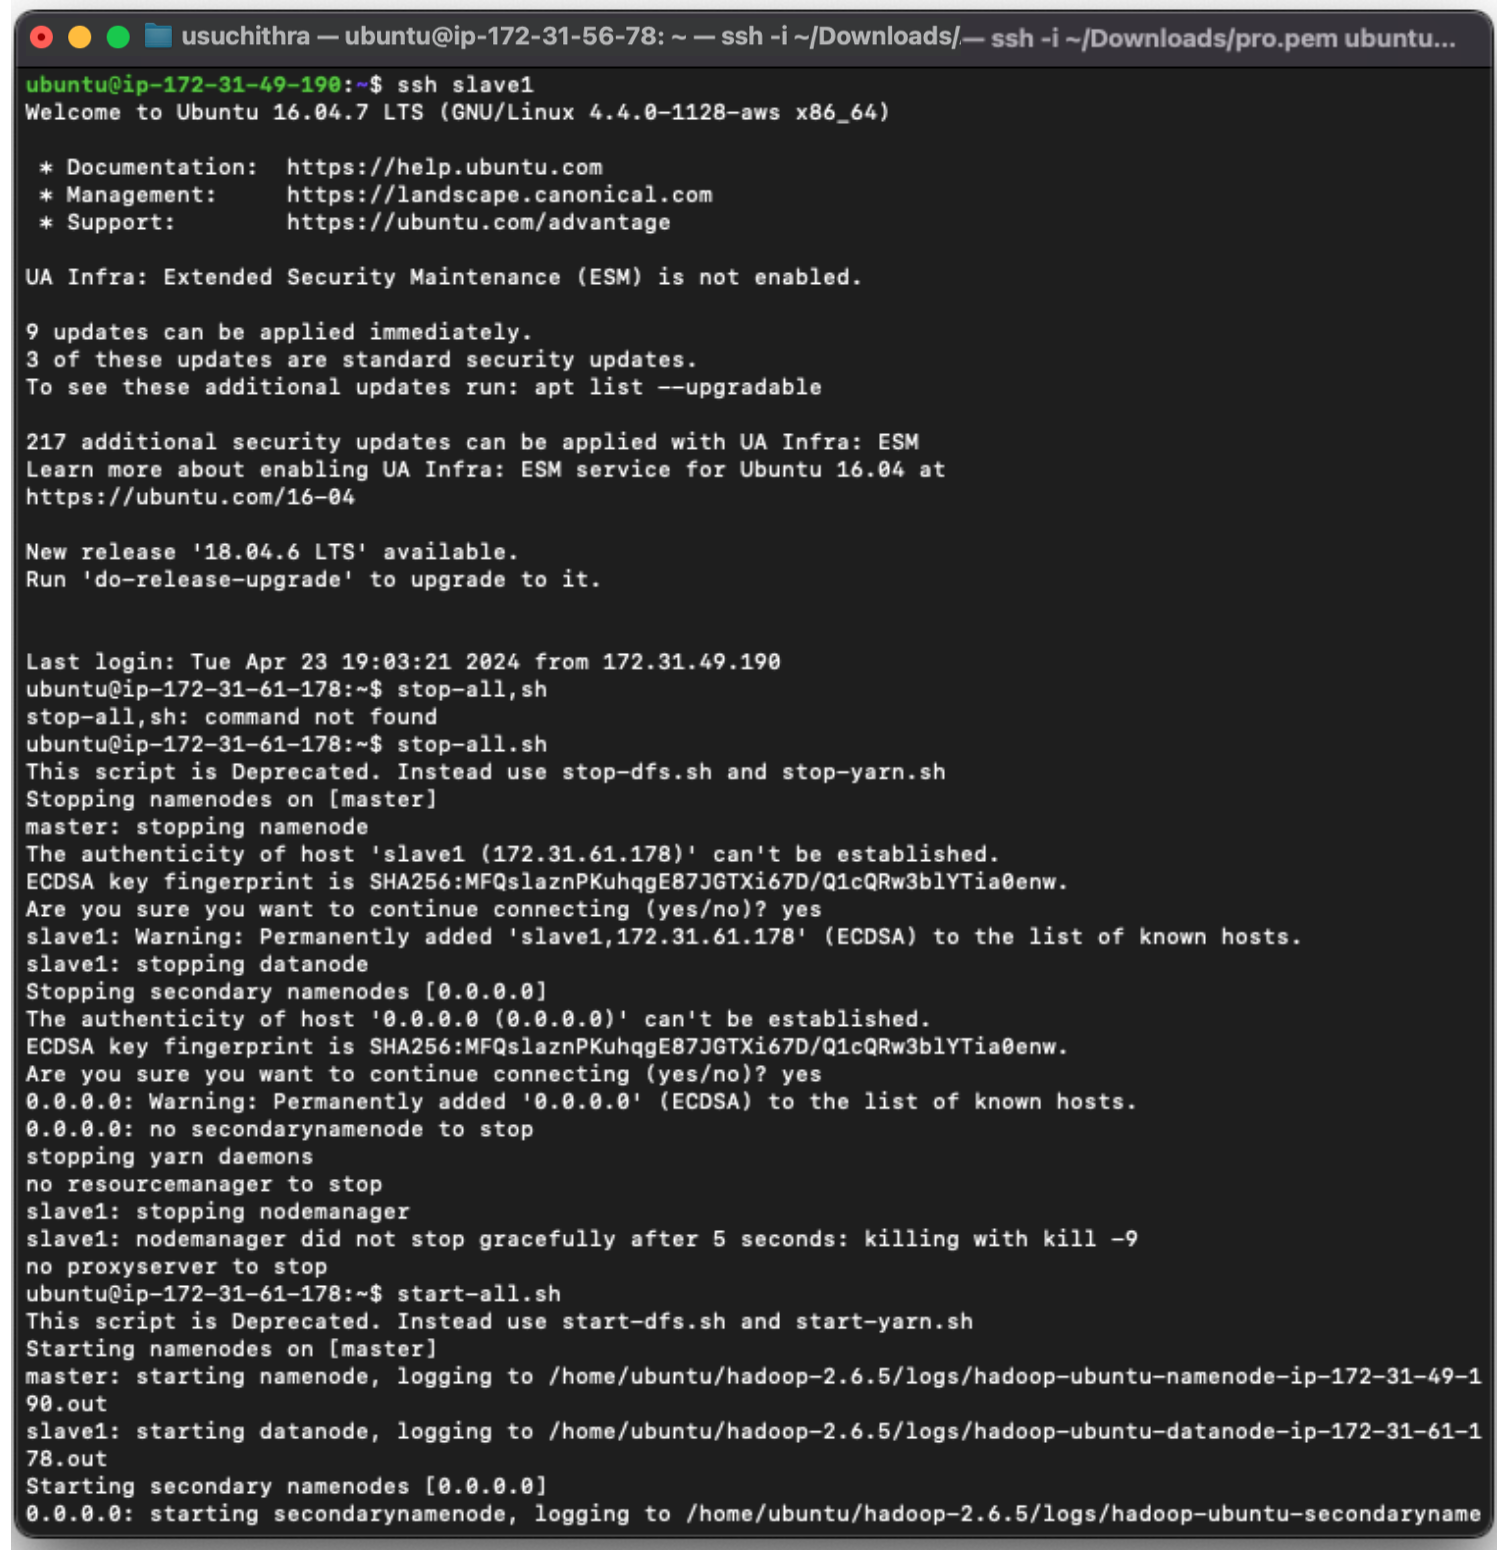 usuchithra — ubuntu@ip-172-31-56-78: ~ — ssh -i ~/Downloads/.— ssh -i ~/Downloads/pro.pem ubuntu...
ubuntu@ip-172-31-49-190:~$ ssh slave1
Welcome to Ubuntu 16.04.7 LTS (GNU/Linux 4.4.0-1128-aws x86_64)
* Documentation:  https://help.ubuntu.com
* Management:     https://landscape.canonical.com
* Support:        https://ubuntu.com/advantage
UA Infra: Extended Security Maintenance (ESM) is not enabled.
9 updates can be applied immediately.
3 of these updates are standard security updates.
To see these additional updates run: apt list --upgradable
217 additional security updates can be applied with UA Infra: ESM
Learn more about enabling UA Infra: ESM service for Ubuntu 16.04 at
https://ubuntu.com/16-04
New release '18.04.6 LTS' available.
Run 'do-release-upgrade' to upgrade to it.
Last login: Tue Apr 23 19:03:21 2024 from 172.31.49.190
ubuntu@ip-172-31-61-178:~$ stop-all,sh
stop-all,sh: command not found
ubuntu@ip-172-31-61-178:~$ stop-all.sh
This script is Deprecated. Instead use stop-dfs.sh and stop-yarn.sh
Stopping namenodes on [master]
master: stopping namenode
The authenticity of host 'slave1 (172.31.61.178)' can't be established.
ECDSA key fingerprint is SHA256:MFQslaznPKuhqgE87JGTXi67D/Q1cQRw3blYTia0enw.
Are you sure you want to continue connecting (yes/no)? yes
slave1: Warning: Permanently added 'slave1,172.31.61.178' (ECDSA) to the list of known hosts.
slave1: stopping datanode
Stopping secondary namenodes [0.0.0.0]
The authenticity of host '0.0.0.0 (0.0.0.0)' can't be established.
ECDSA key fingerprint is SHA256:MFQslaznPKuhqgE87JGTXi67D/Q1cQRw3blYTia0enw.
Are you sure you want to continue connecting (yes/no)? yes
0.0.0.0: Warning: Permanently added '0.0.0.0' (ECDSA) to the list of known hosts.
0.0.0.0: no secondarynamenode to stop
stopping yarn daemons
no resourcemanager to stop
slave1: stopping nodemanager
slave1: nodemanager did not stop gracefully after 5 seconds: killing with kill -9
no proxyserver to stop
ubuntu@ip-172-31-61-178:~$ start-all.sh
This script is Deprecated. Instead use start-dfs.sh and start-yarn.sh
Starting namenodes on [master]
master: starting namenode, logging to /home/ubuntu/hadoop-2.6.5/logs/hadoop-ubuntu-namenode-ip-172-31-49-1
90.out
slave1: starting datanode, logging to /home/ubuntu/hadoop-2.6.5/logs/hadoop-ubuntu-datanode-ip-172-31-61-1
78.out
Starting secondary namenodes [0.0.0.0]
0.0.0.0: starting secondarynamenode, logging to /home/ubuntu/hadoop-2.6.5/logs/hadoop-ubuntu-secondaryname